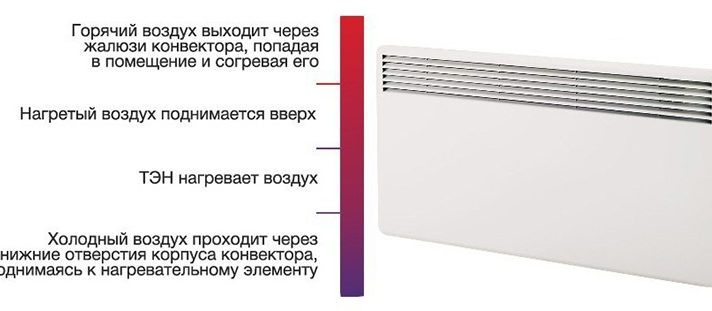 Горячий воздух выходит через
жалюзи конвектора, попадая
в помещение и согревая его
Нагретый воздух поднимается вверх
ТЭН нагревает воздух
Холодный воздух проходит через
нижние отверстия корпуса конвектора,
однимаясь к нагревательному элементу